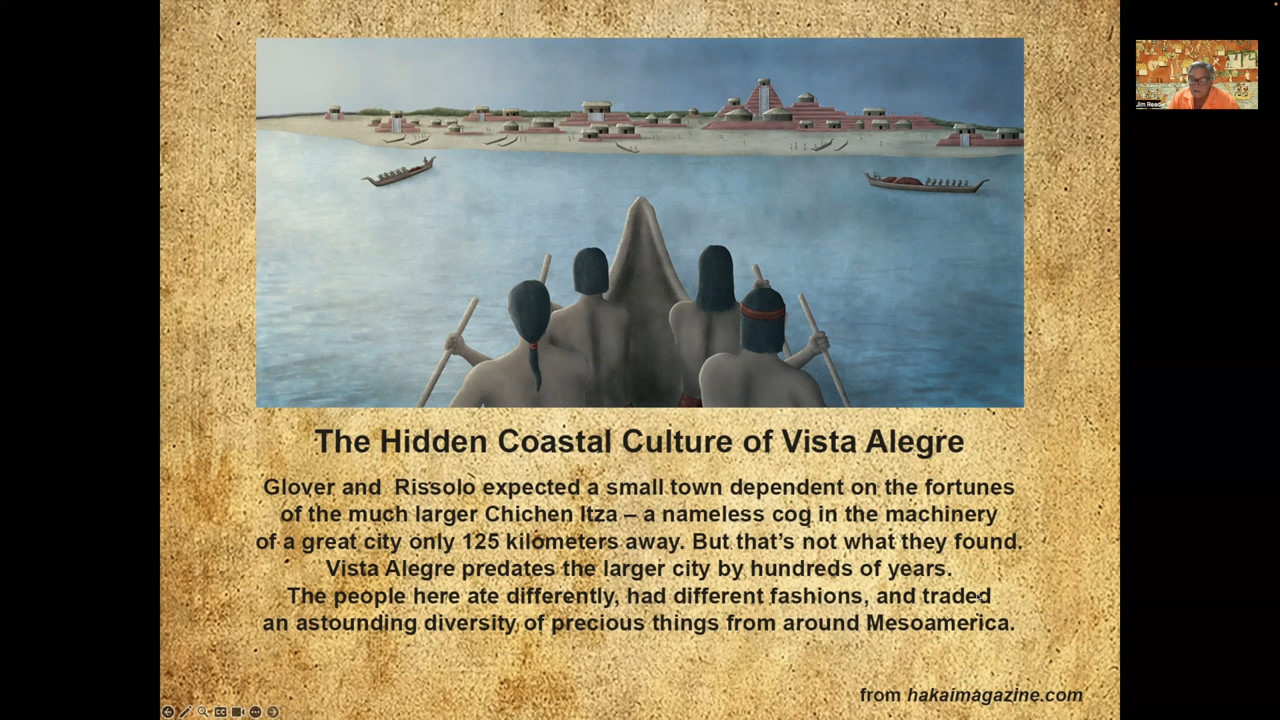 The Hidden Coastal Culture of Vista Alegre
Glover and Rissolo expected a small town dependent on the fortunes
of the much larger Chichen Itza – a nameless cog in the machinery
of a great city only 125 kilometers away. But that's not what they found.
Vista Alegre predates the larger city by hundreds of years.
The people here ate differently, had different fashions, and traded
an astounding diversity of precious things from around Mesoamerica.
from hakaimagazine.com
Jim Reed
CC